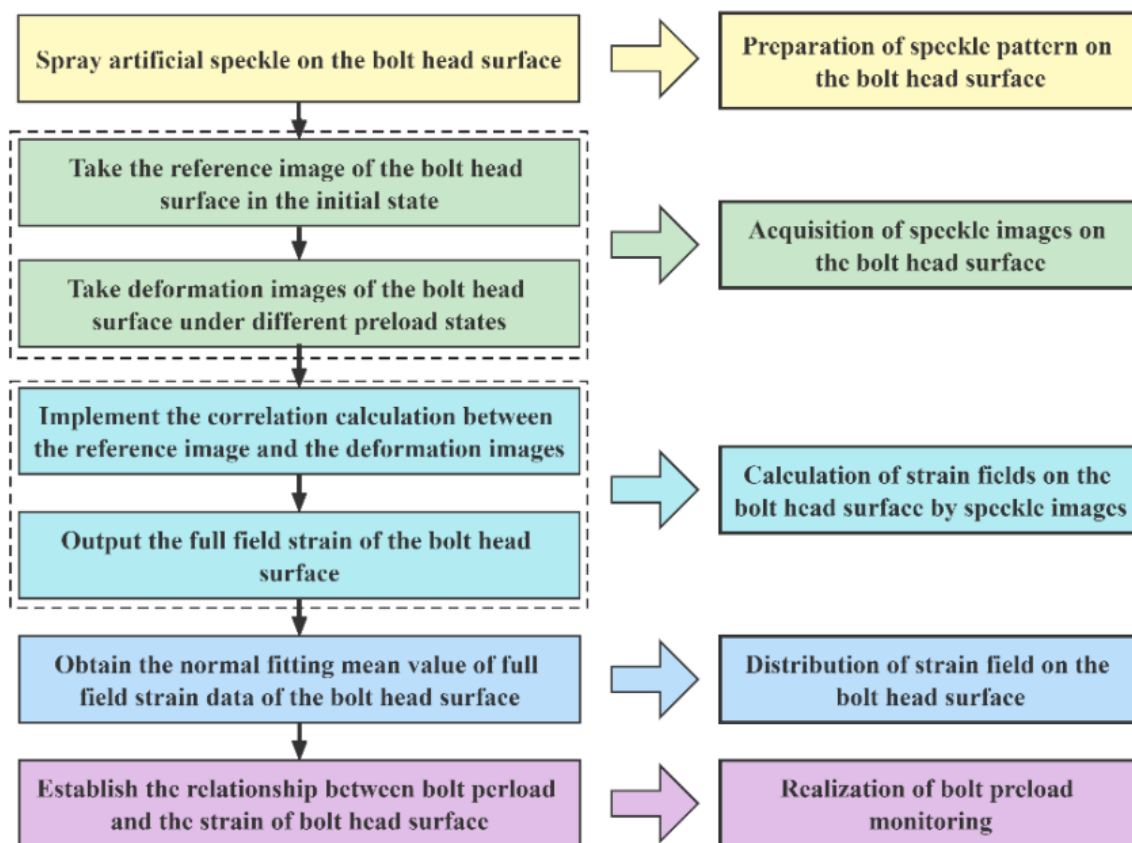 Spray artificial speckle on the bolt head surface
Preparation of speckle pattern on
the bolt head surface
Take the reference image of the bolt head
surface in the initial state
Take deformation images of the bolt head
surface under different preload states
Acquisition of speckle images on
the bolt head surface
Implement the correlation calculation between
the reference image and the deformation images
Output the full field strain of the bolt head
surface
Calculation of strain fields on the
bolt head surface by speckle images
Obtain the normal fitting mean value of full
field strain data of the bolt head surface
Distribution of strain field on the
bolt head surface
Establish the relationship between bolt perload
and the strain of bolt head surface
Realization of bolt preload
monitoring